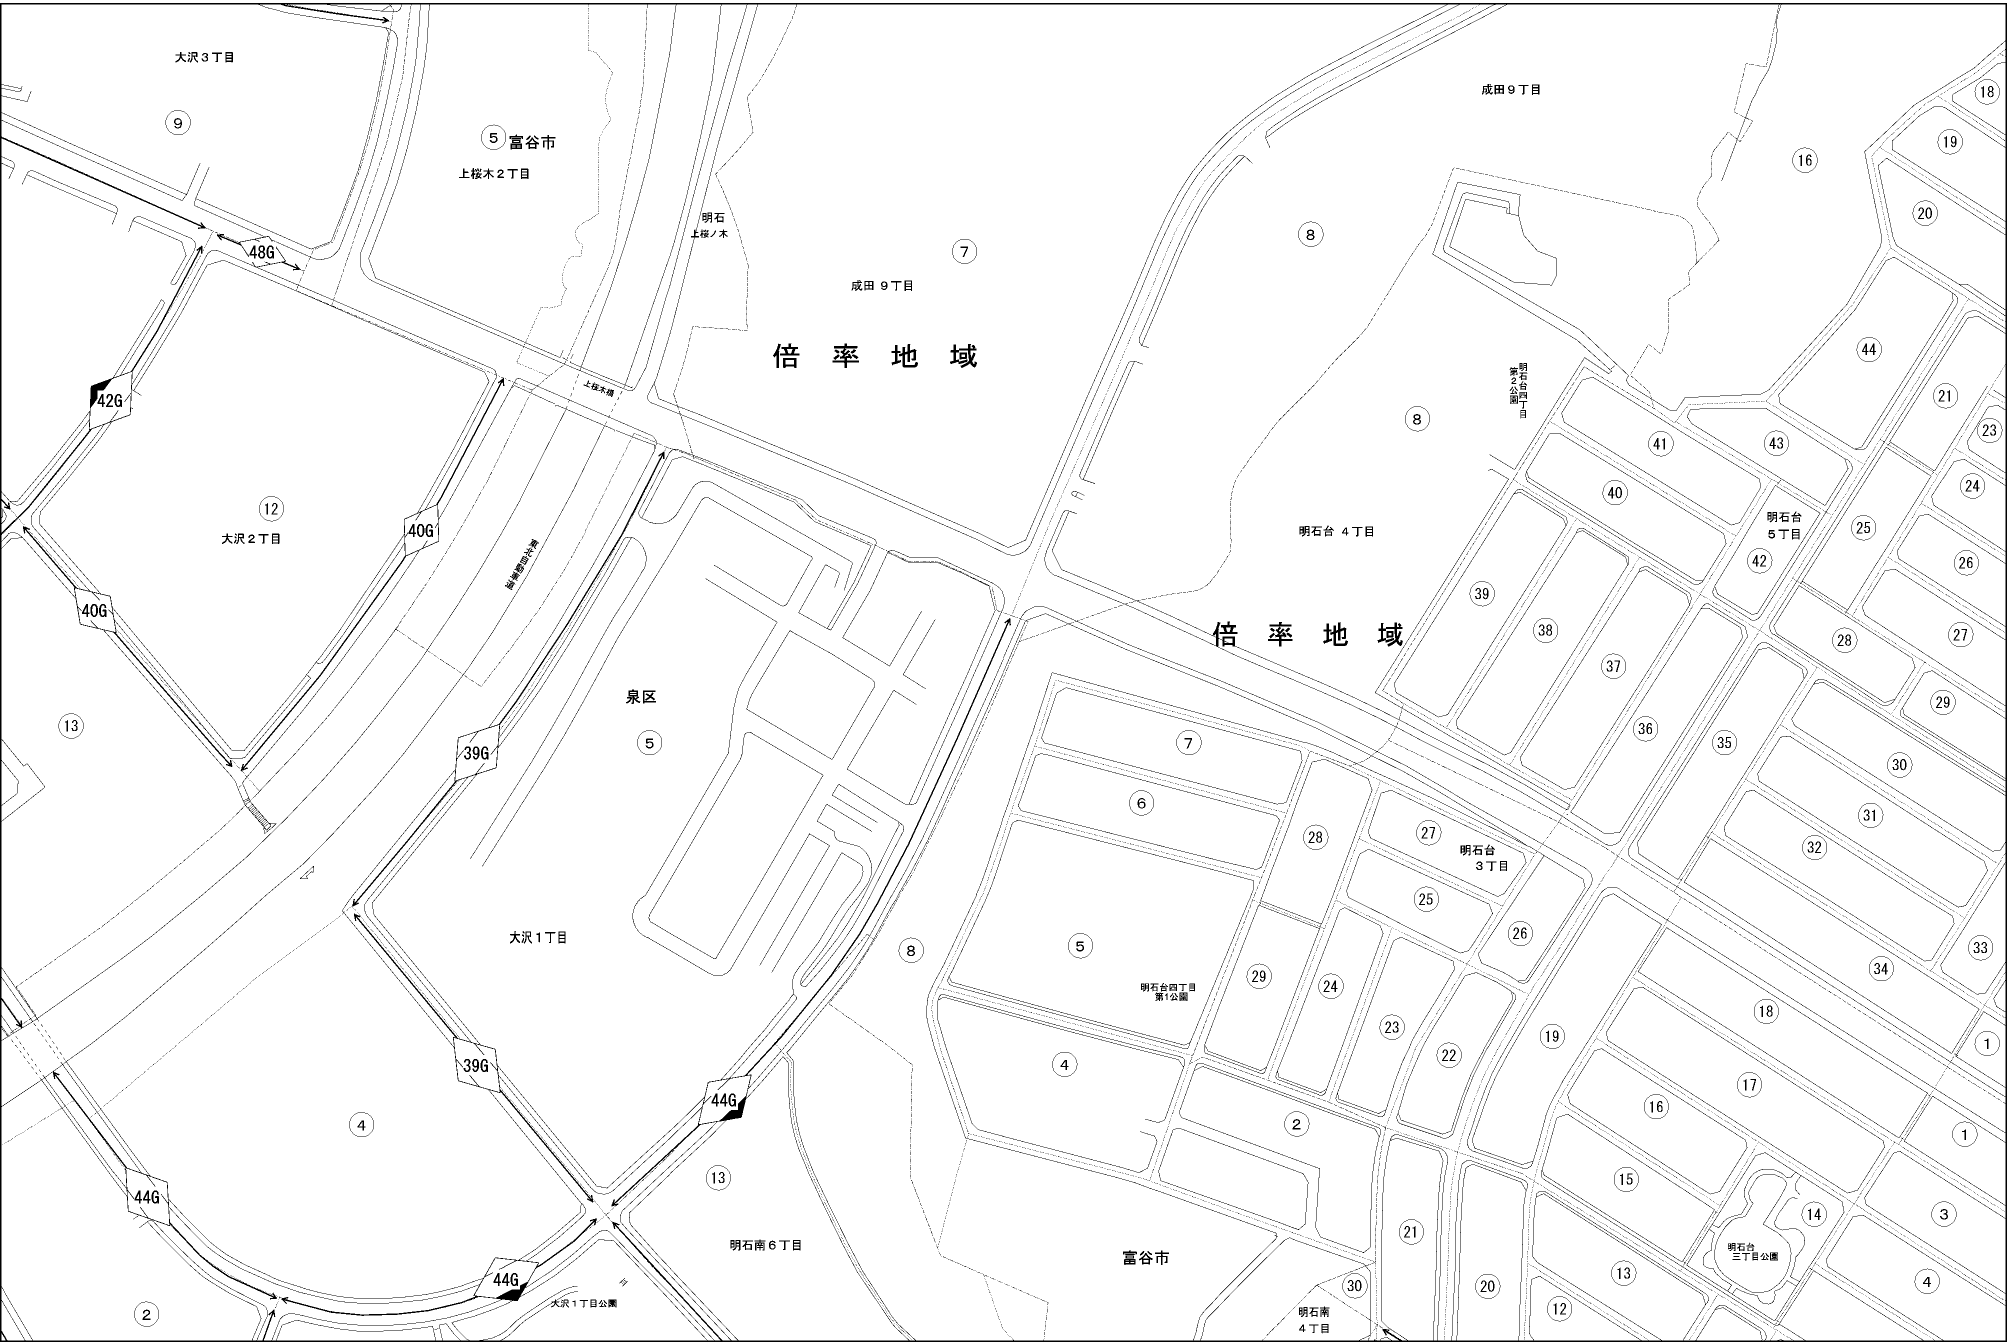 大沢３丁目
⑨
⑤ 富谷市
上桜木２丁目
成田９丁目
⑱
⑲
⑯
⑳
明石
上桜ノ木
⑦
⑧
成田 ９丁目
48G
倍 率 地 域
㊹
明石台四丁目
第２公園
㉑
42G
上桜木橋
⑧
㊶
㊸
㉓
㊵
㉔
⑫
大沢２丁目
40G
明石台 ４丁目
明石台
５丁目
㉕
㉖
㊷
東北自動車道
40G
㊴
㊳
倍 率 地 域
㉘
㉗
㊲
泉区
⑤
⑬
39G
⑦
㊱
㉟
㉙
㉚
⑥
㉘
㉗
明石台
３丁目
㉛
㉜
㉕
㉖
大沢１丁目
⑧
⑤
㉝
㉞
明石台四丁目
第1公園
㉙
㉔
㉓
㉒
⑲
⑱
①
39G
④
⑰
⑯
44G
④
②
①
⑬
⑮
44G
③
⑭
明石南６丁目
富谷市
㉑
明石台
三丁目公園
44G
大沢１丁目公園
⑬
④
㉚
⑳
②
明石南
４丁目
⑫